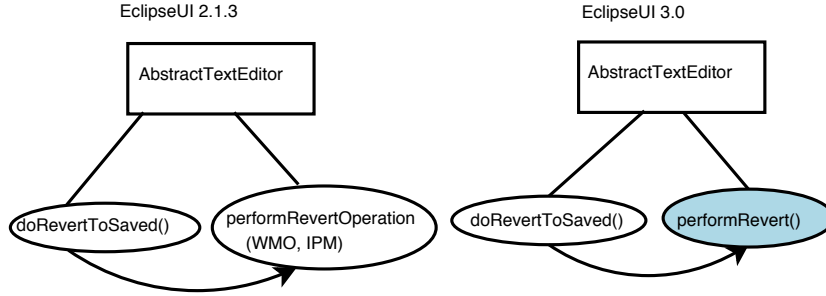 EclipseUI 2.1.3
AbstractTextEditor
doRevertToSaved()
performRevertOperation
(WMO, IPM)
EclipseUI 3.0
AbstractTextEditor
doRevertToSaved()
performRevert()